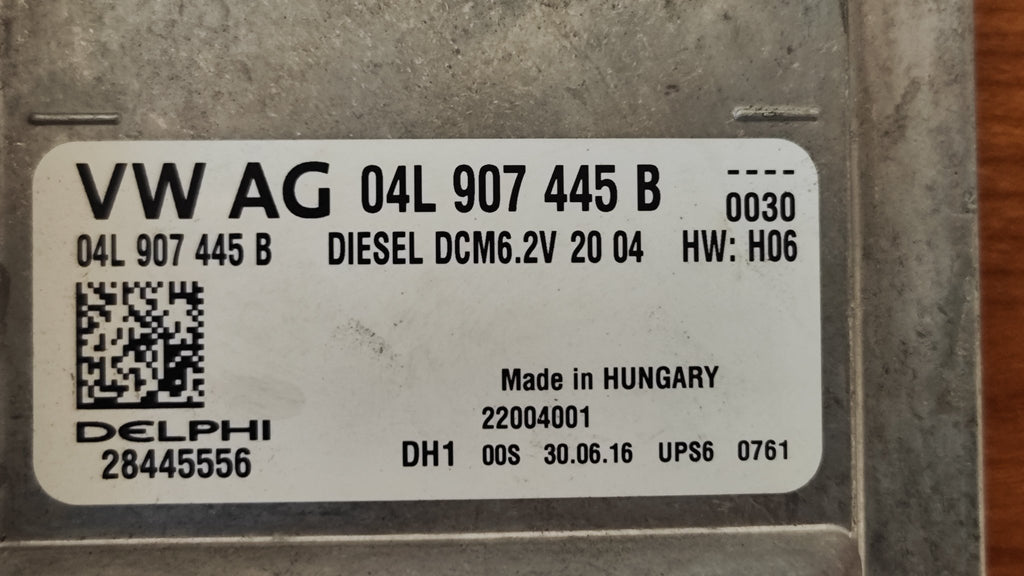 VW AG 04L 907 445 B ----
0030
04L 907 445 B DIESEL DCM6.2V 20 04 HW: H06
Made in HUNGARY
22004001
DELPHI
28445556
DH1 00S 30.06.16 UPS6 0761